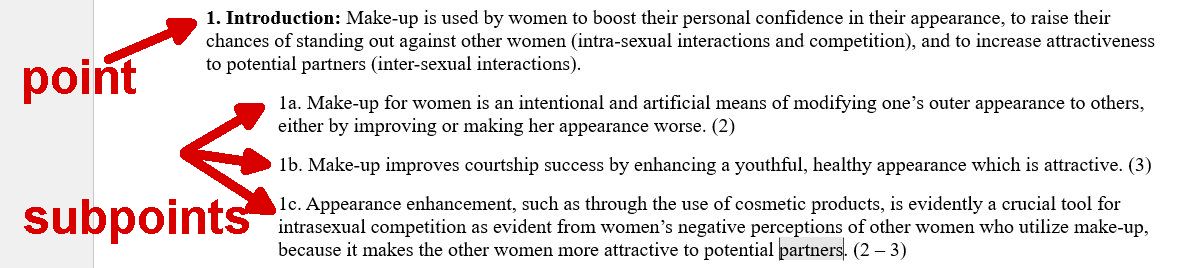 1. Introduction: Make-up is used by women to boost their personal confidence in their appearance, to raise their
chances of standing out against other women (intra-sexual interactions and competition), and to increase attractiveness
to potential partners (inter-sexual interactions).
point
1a. Make-up for women is an intentional and artificial means of modifying one’s outer appearance to others,
either by improving or making her appearance worse. (2)
1b. Make-up improves courtship success by enhancing a youthful, healthy appearance which is attractive. (3)
subpoints
1c. Appearance enhancement, such as through the use of cosmetic products, is evidently a crucial tool for
intrasexual competition as evident from women’s negative perceptions of other women who utilize make-up,
because it makes the other women more attractive to potential partners. (2 – 3)